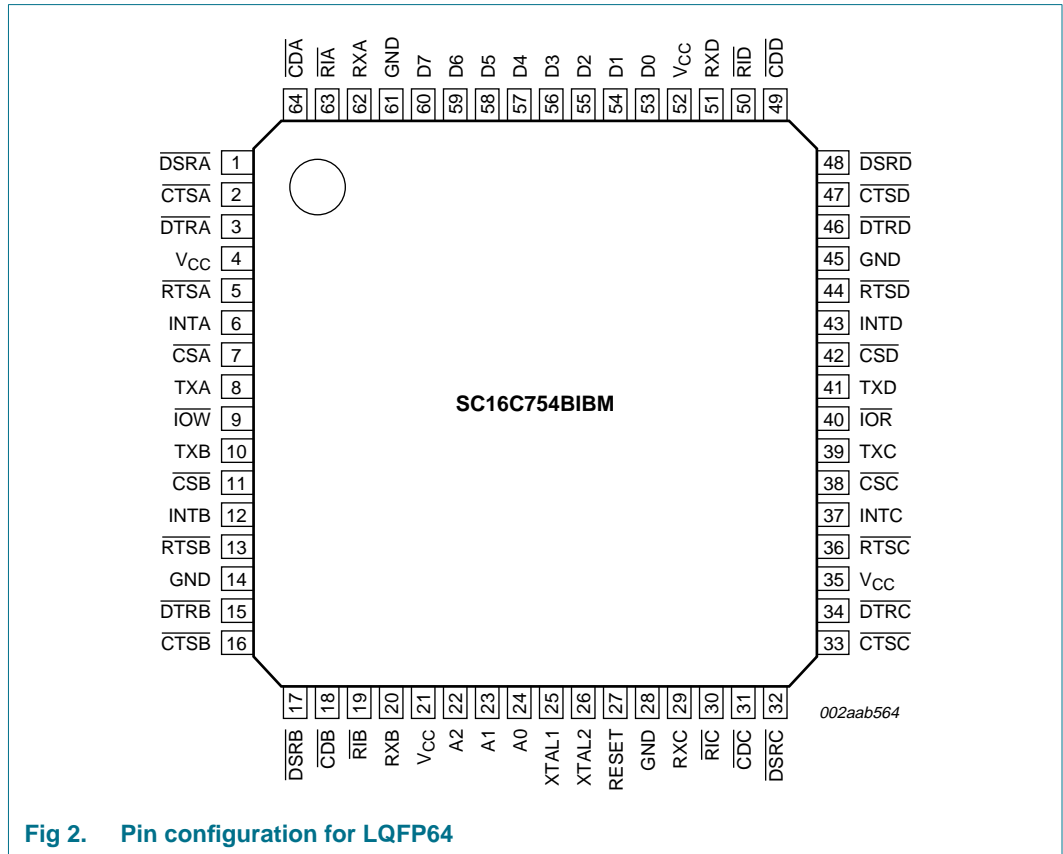 CDA RIA RXA GND D7 D6 D5 D4 D3 D2 D1 D0 VCC RXD RID CDD
64 63 62 61 60 59 58 57 56 55 54 53 52 51 50 49
DSRA 1 48 DSRD
CTSA 2 47 CTSD
DTRA 3 46 DTRD
VCC 4 45 GND
RTSA 5 44 RTSD
INTA 6 43 INTD
CSA 7 42 CSD
TXA 8 41 TXD
SC16C754BIBM
IOW 9 40 IOR
TXB 10 39 TXC
CSB 11 38 CSC
INTB 12 37 INTC
RTSB 13 36 RTSC
GND 14 35 VCC
DTRB 15 34 DTRC
CTSB 16 33 CTSC
17 18 19 20 21 22 23 24 25 26 27 28 29 30 31 32
DSRB CDB RIB RXB VCC A2 A1 A0 XTAL1 XTAL2 RESET GND RXC RIC CDC DSRC
002aab564
Fig 2. Pin configuration for LQFP64